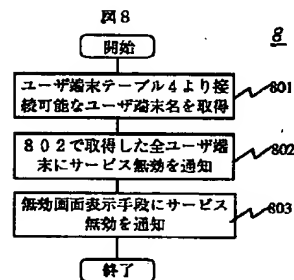 図8
8
開始
ユーザ端末テーブル4より接
続可能なユーザ端末名を取得
801
802で取得した全ユーザ端
末にサービス無効を通知
802
無効画面表示手段にサービス
無効を通知
803
終了